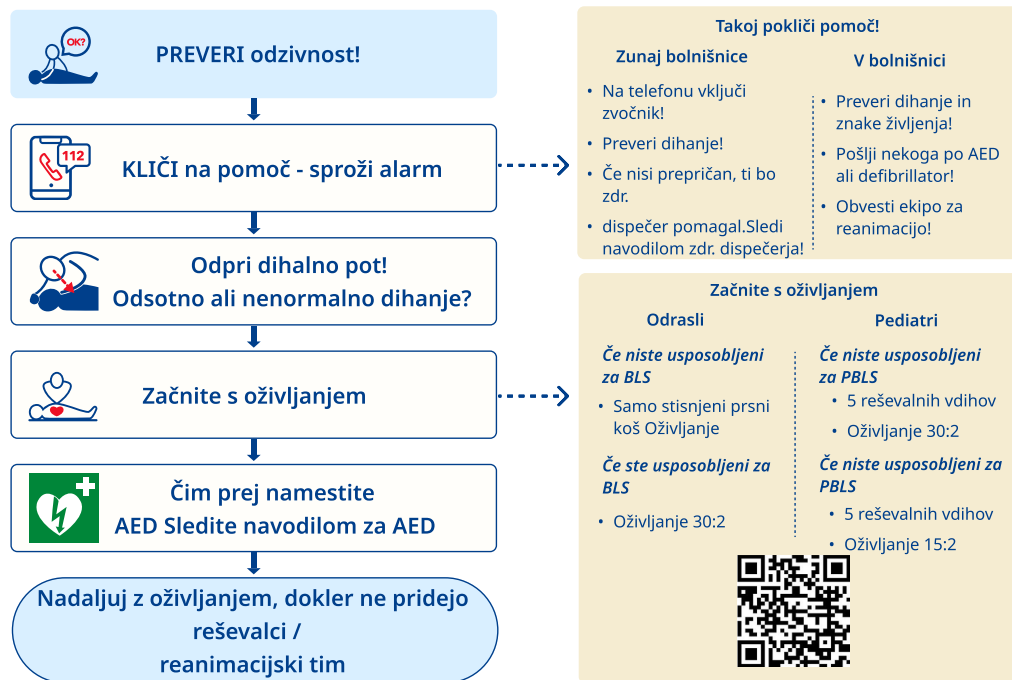 OK?
PREVERI odzivnost!
112
KLIČI na pomoč - sproži alarm
Odpri dihalno pot!
Odsotno ali nenormalno dihanje?
Začnite s oživljanjem
Čim prej namestite
AED Sledite navodilom za AED
Nadaljuj z oživljanjem, dokler ne pridejo
reševalci /
reanimacijski tim
Takoj pokliči pomoč!
Zunaj bolnišnice
• Na telefonu vključi
zvočnik!
• Preveri dihanje!
• Če nisi prepričan, ti bo
zdr.
• dispečer pomagal.Sledi
navodilom zdr. dispečerja!
V bolnišnici
• Preveri dihanje in
znake življenja!
• Pošlji nekoga po AED
ali defibrillator!
• Obvesti ekipo za
reanimacijo!
Začnite s oživljanjem
Odrasli
Če niste usposobljeni
za BLS
• Samo stisnjeni prsni
koš Oživljanje
Če ste usposobljeni za
BLS
• Oživljanje 30:2
Pediatri
Če niste usposobljeni
za PBLS
• 5 reševalnih vdihov
• Oživljanje 30:2
Če niste usposobljeni za
PBLS
• 5 reševalnih vdihov
• Oživljanje 15:2